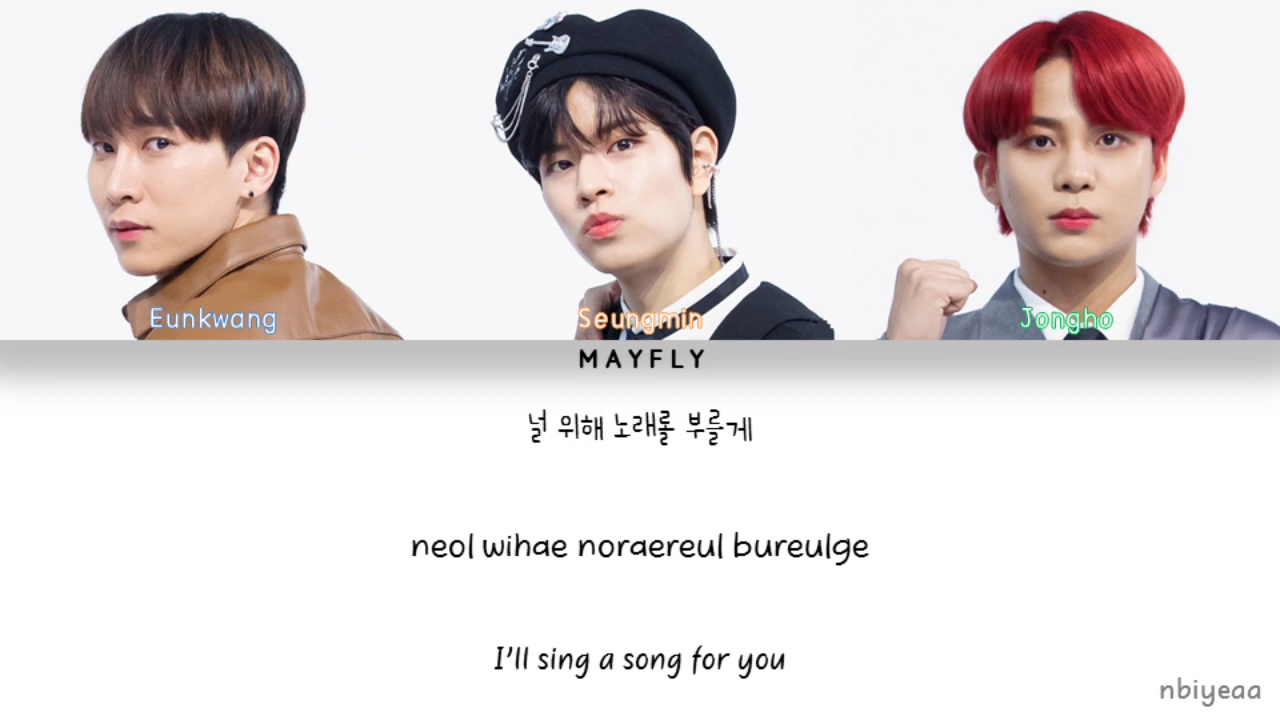 Eunkwang
Seungmin
Jongho
MAYFLY
널 위해 노래롤 부를게
neol wihae noraereul bureulge
I'll sing a song for you
nbiyeaa